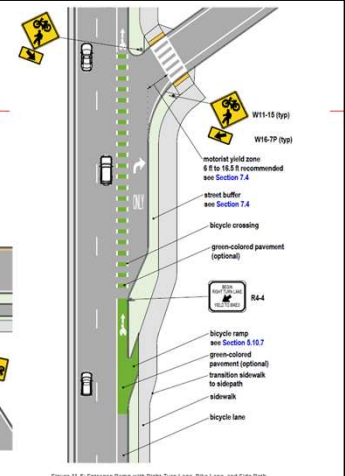 W11-15 (typ)
W16-7P (typ)
motorist yield zone
6 ft to 16.5 ft recommended
see Section 7.4
street buffer
see Section 7.4
ONLY
bicycle crossing
green-colored pavement
(optional)
BEGIN
RIGHT TURN LANE
YIELD TO BIKES
R4-4
bicycle ramp
see Section 5.10.7
green-colored
pavement (optional)
transition sidewalk
to sidepath
sidewalk
bicycle lane